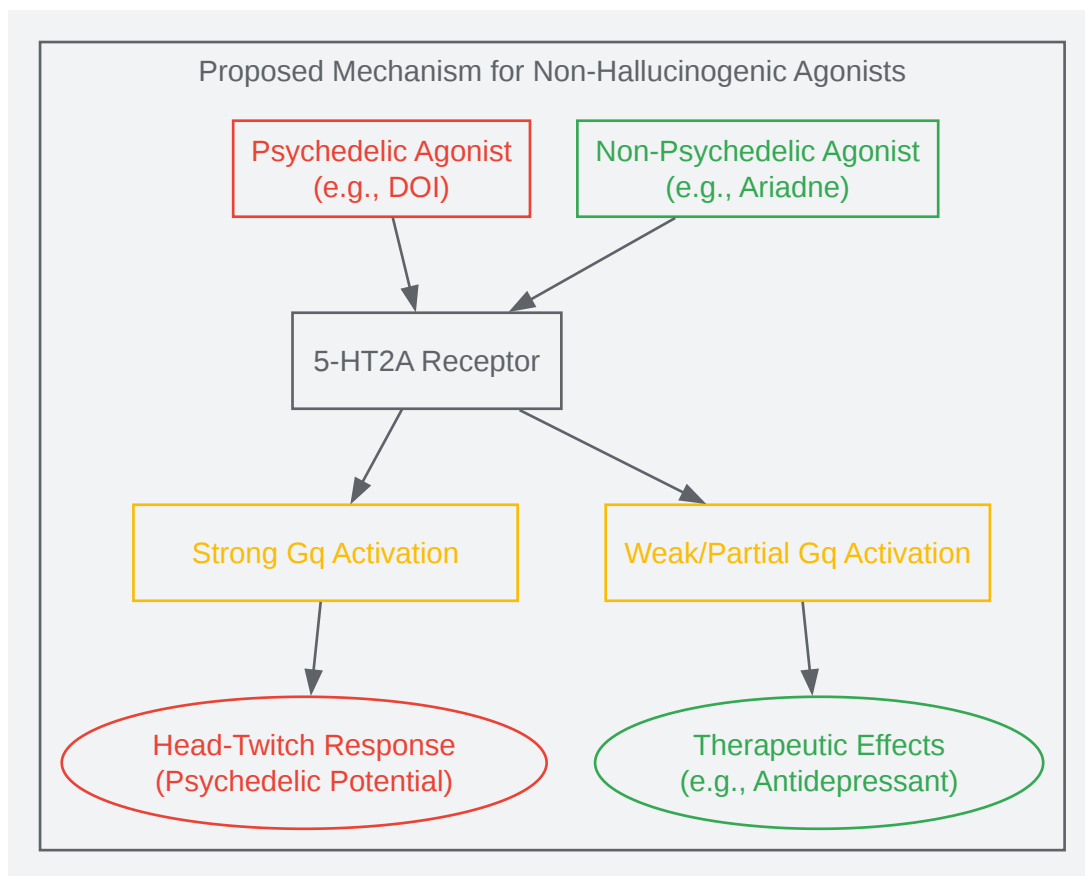 Proposed Mechanism for Non-Hallucinogenic Agonists
Psychedelic Agonist
(e.g., DOI)
Non-Psychedelic Agonist
(e.g., Ariadne)
5-HT2A Receptor
Strong Gq Activation
Weak/Partial Gq Activation
Head-Twitch Response
(Psychedelic Potential)
Therapeutic Effects
(e.g., Antidepressant)